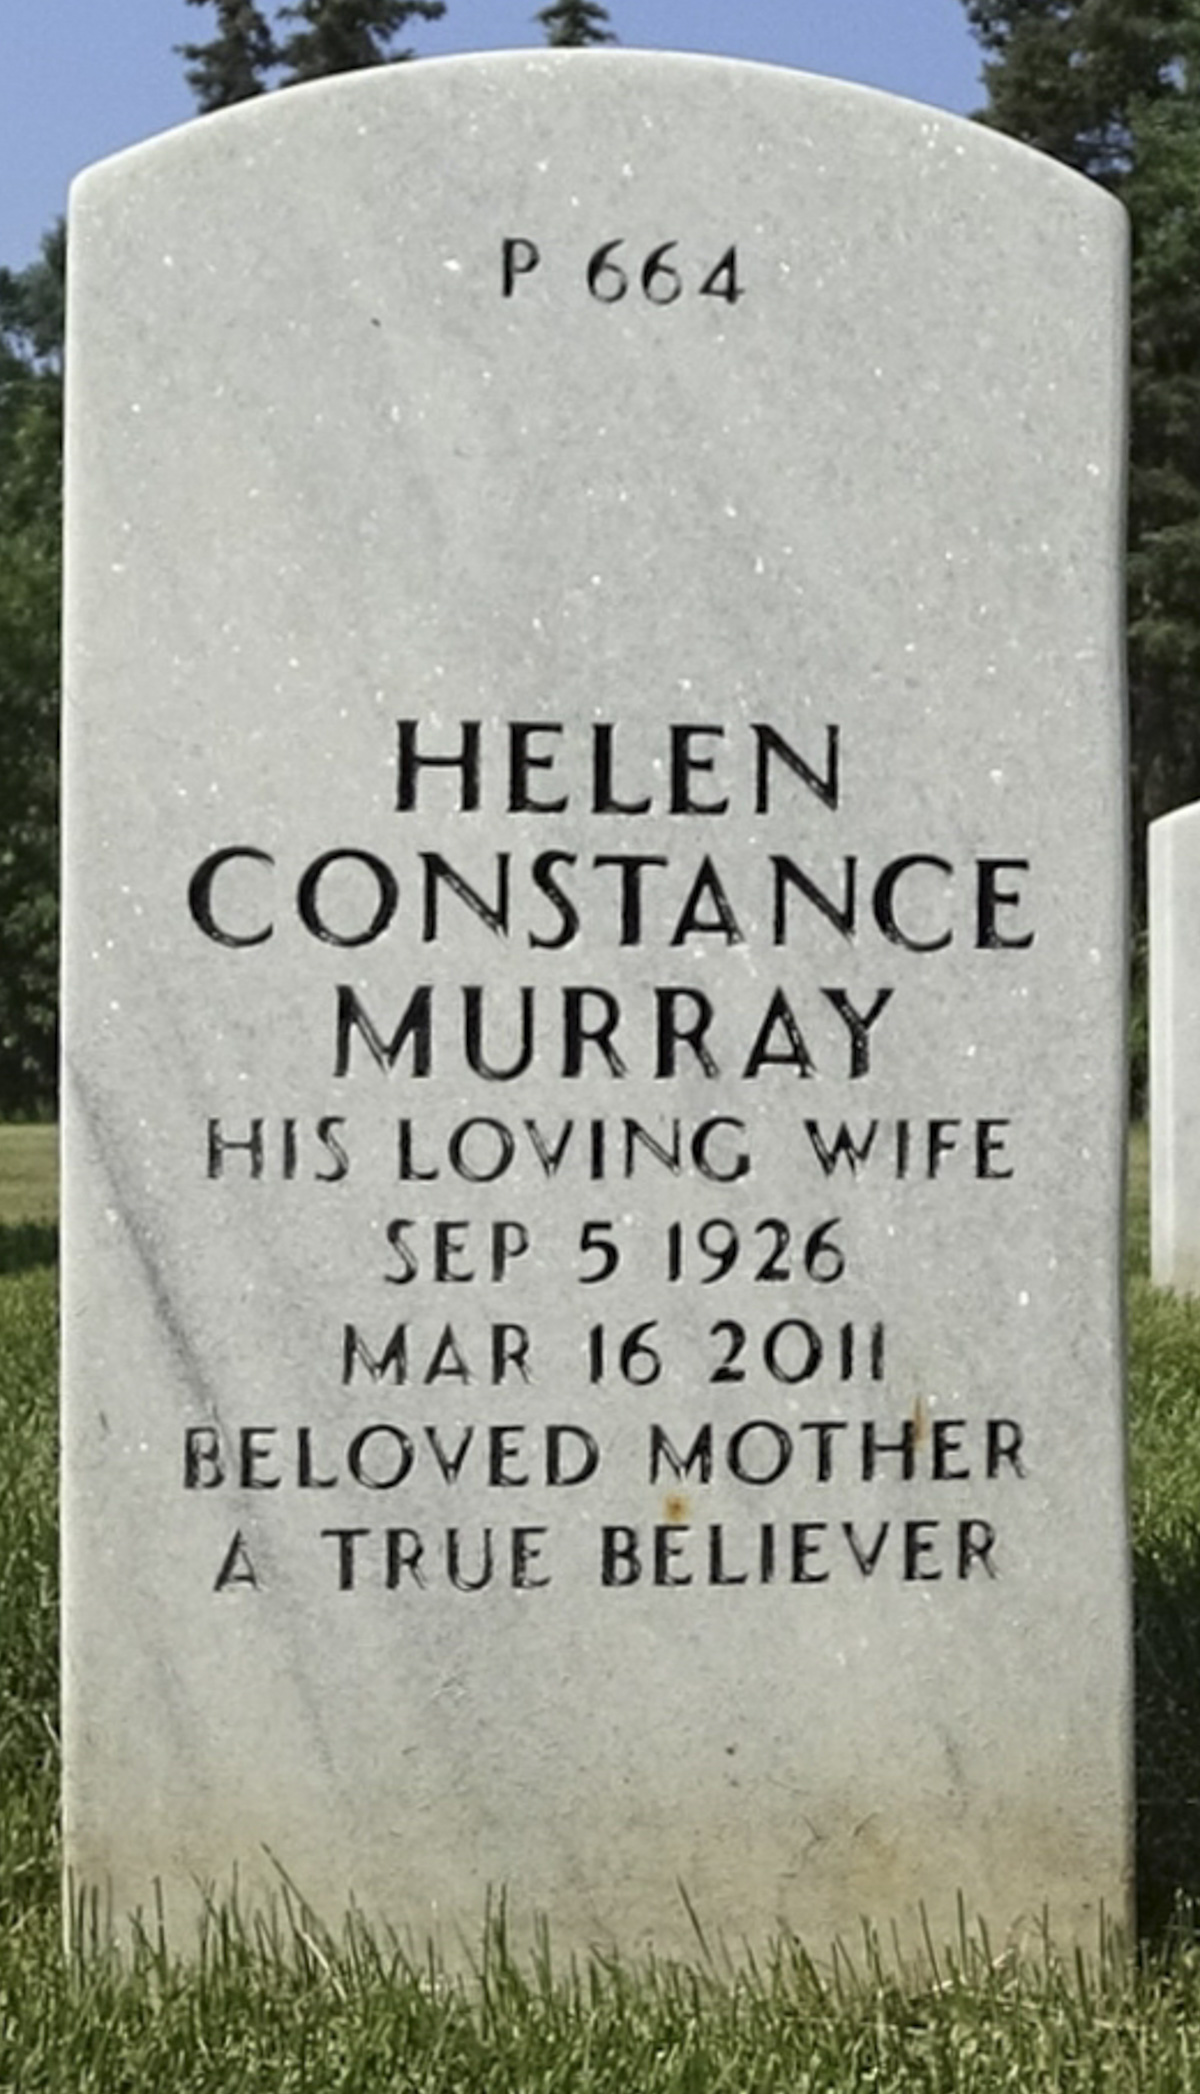 P 664
HELEN
CONSTANCE
MURRAY
HIS LOVING WIFE
SEP 5 1926
MAR 16 2011
BELOVED MOTHER
A TRUE BELIEVER